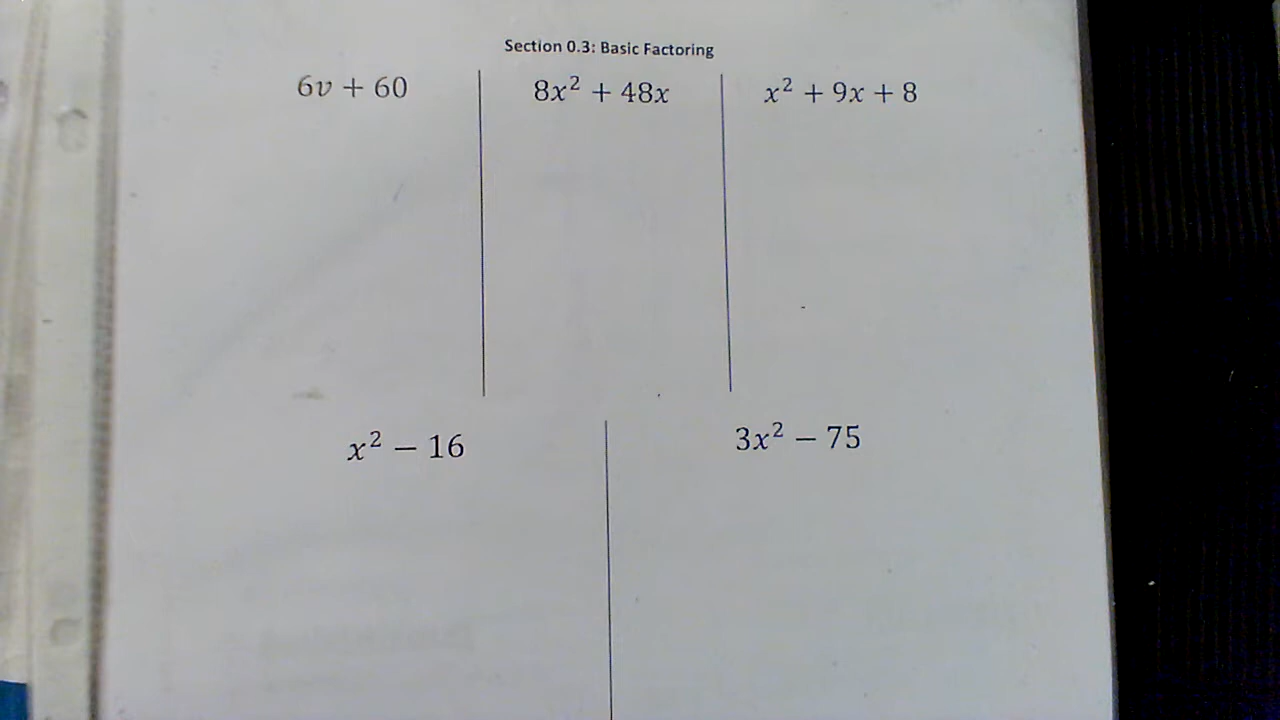 Section 0.3: Basic Factoring
6v + 60
8x² + 48x
x² + 9x + 8
x² − 16
3x² − 75